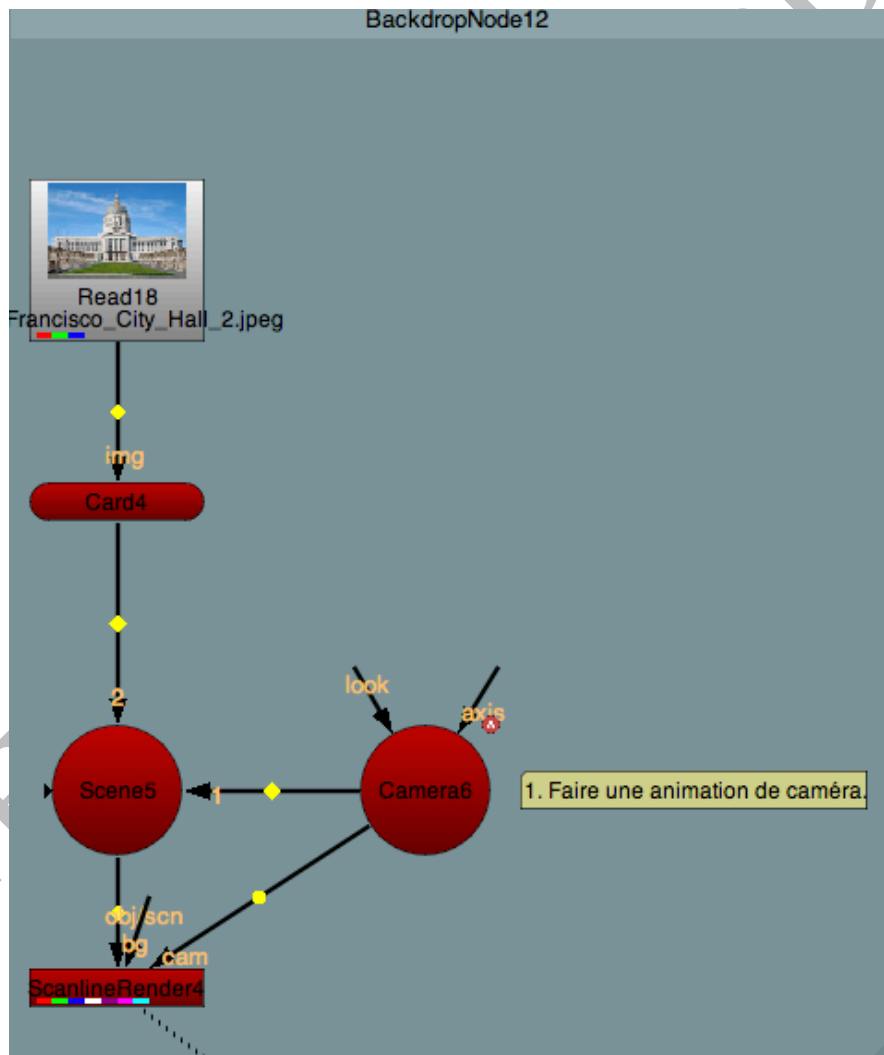 BackdropNode12
Read18
Francisco_City_Hall_2.jpeg
img
Card4
2
look
axis
Scene5
1
Camera6
1. Faire une animation de caméra.
obj/scn
bg
cam
ScanlineRender4